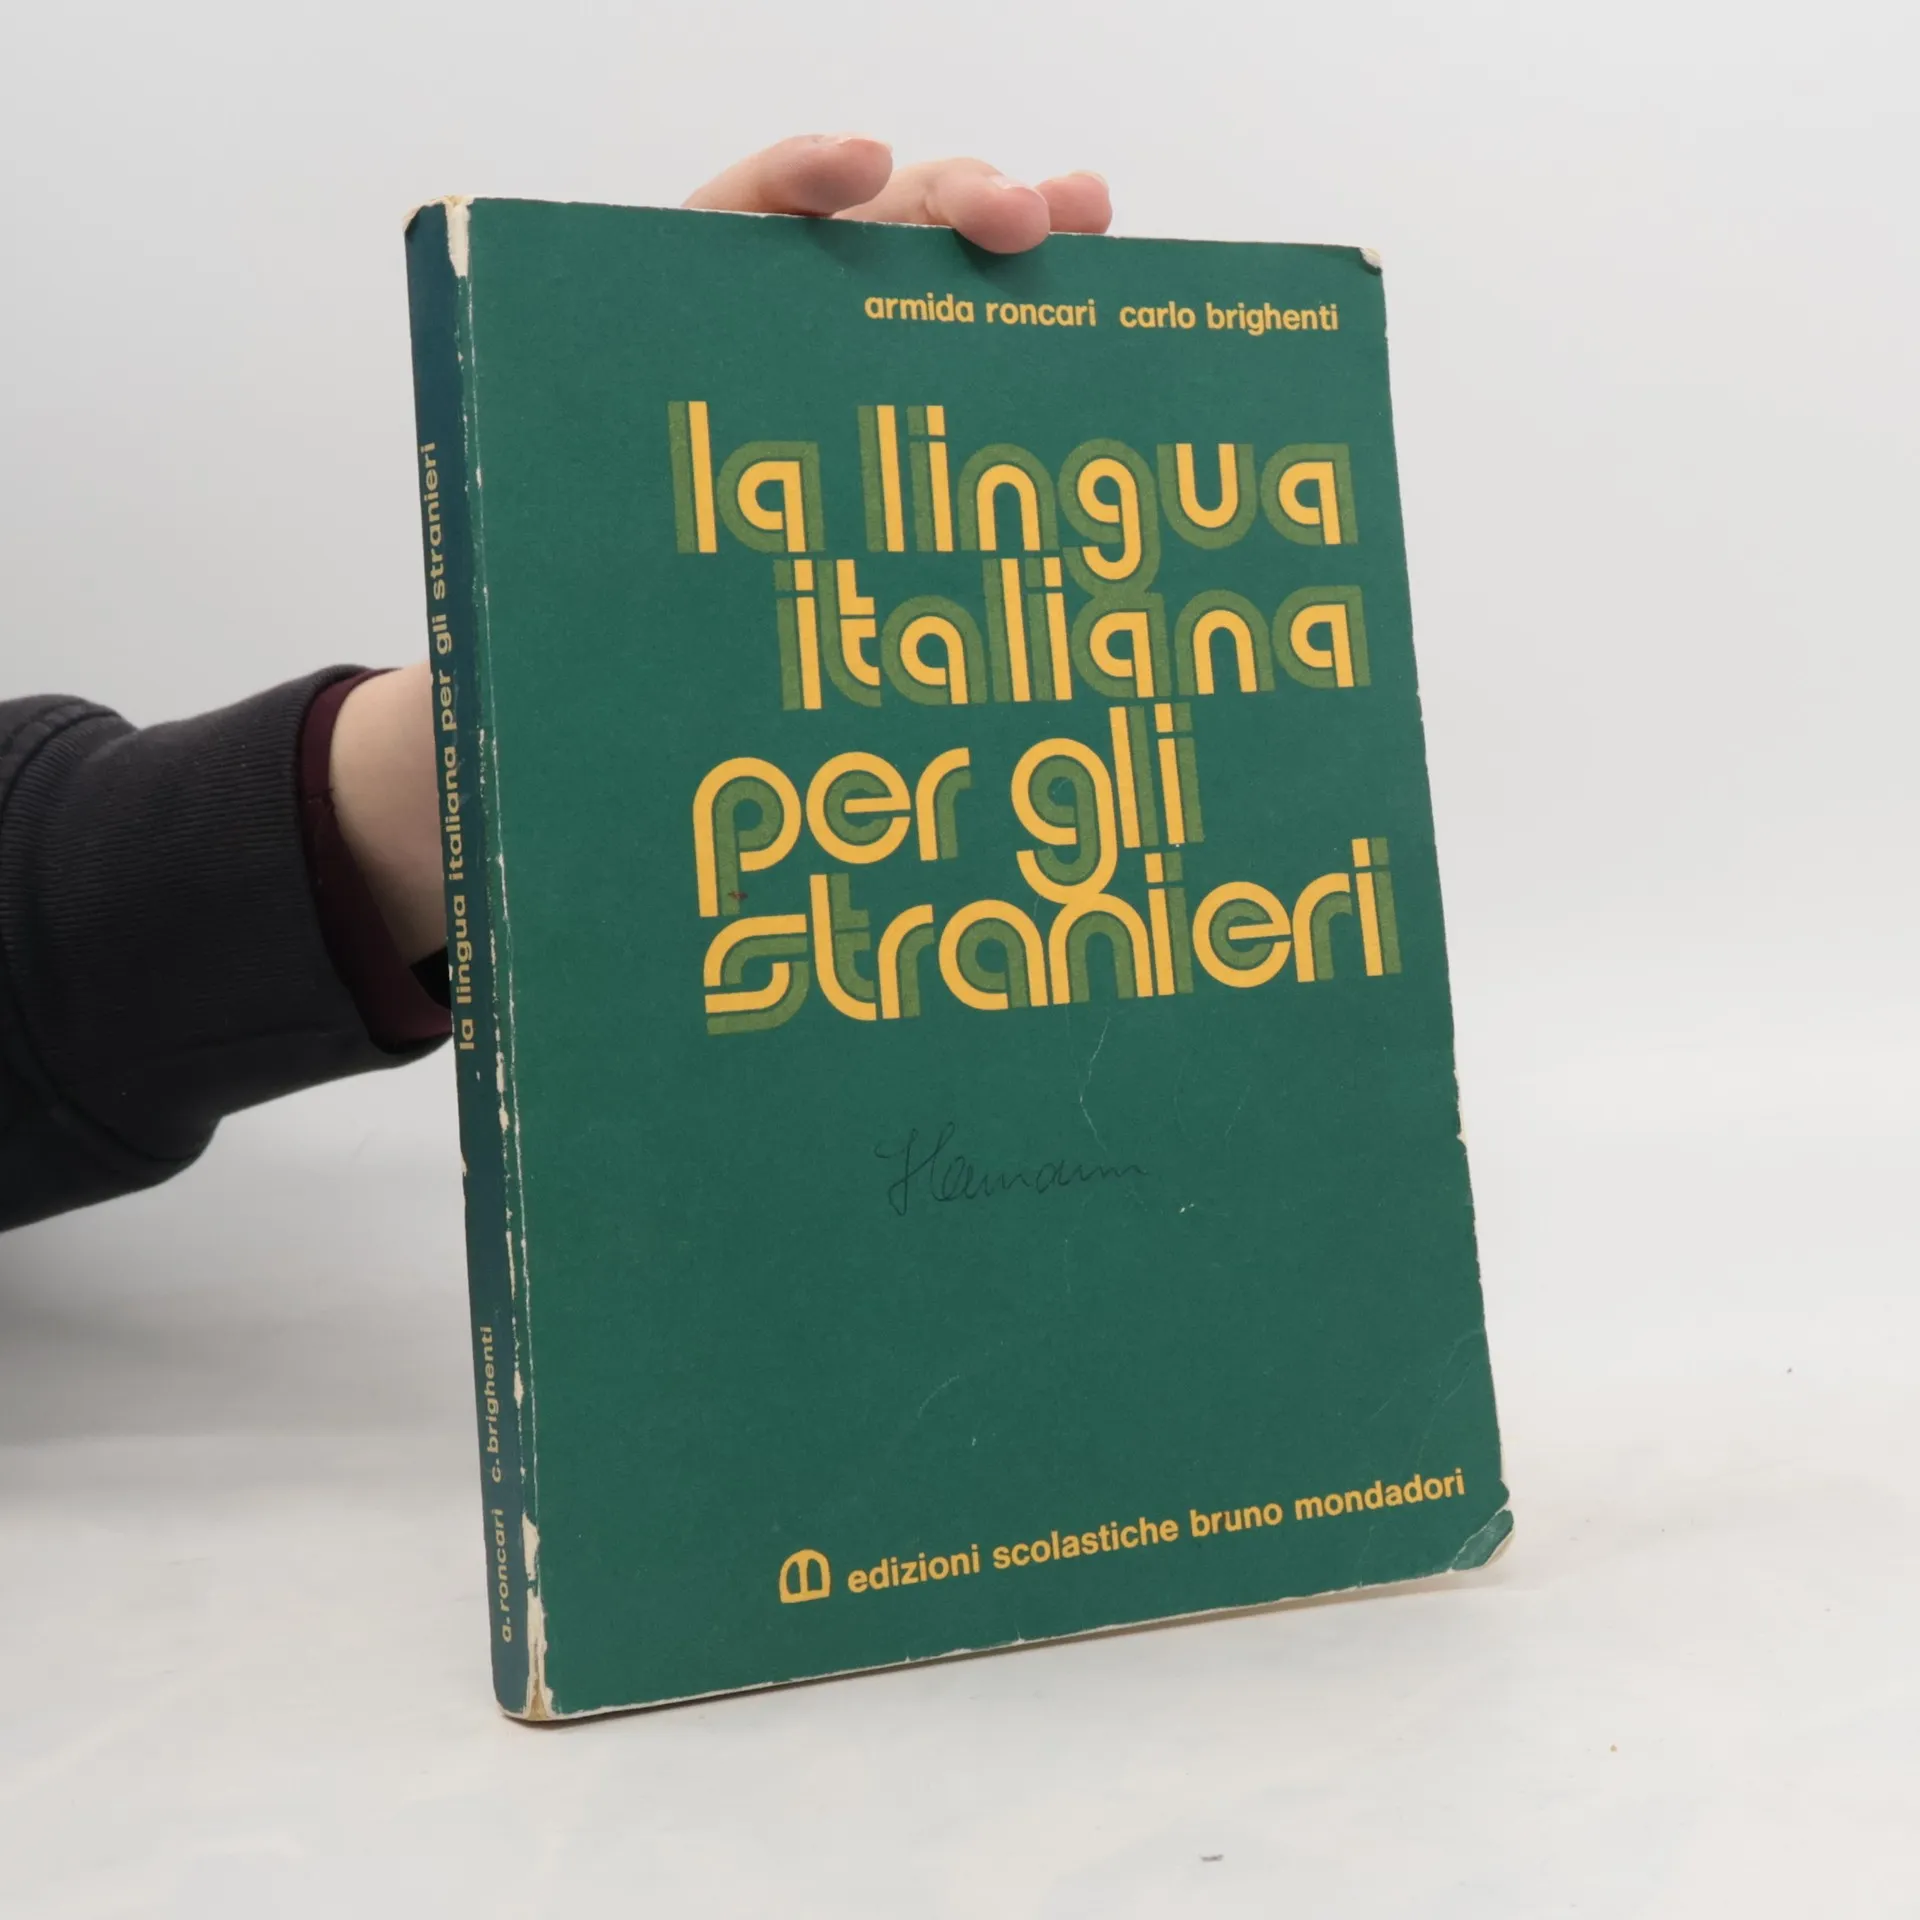 armida roncari carlo brighenti
la lingua
italiana
per gli
stranieri
edizioni scolastiche bruno mondadori
la lingua italiana per gli stranieri
a. roncari c. brighenti